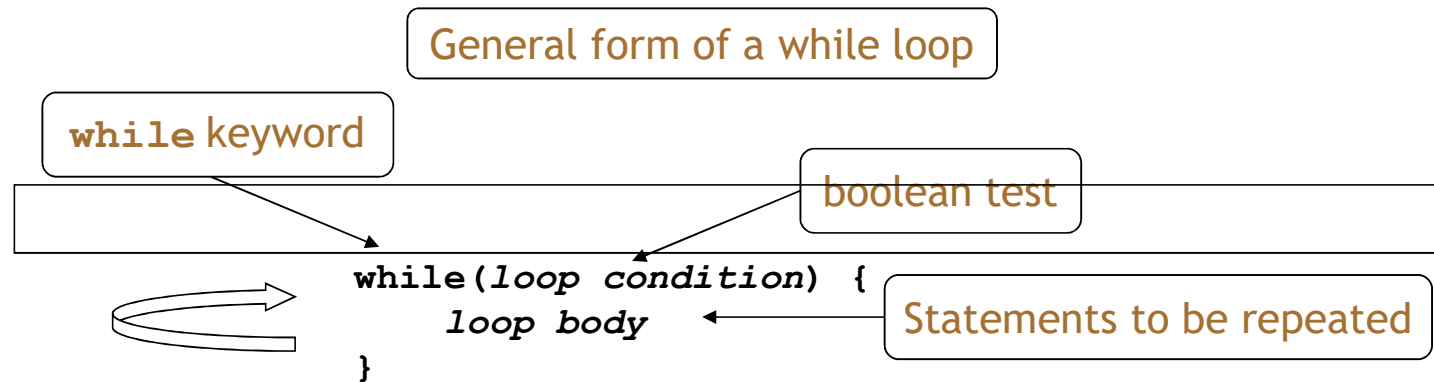 General form of a while loop
while keyword
boolean test
while(loop condition) {
loop body
Statements to be repeated
}